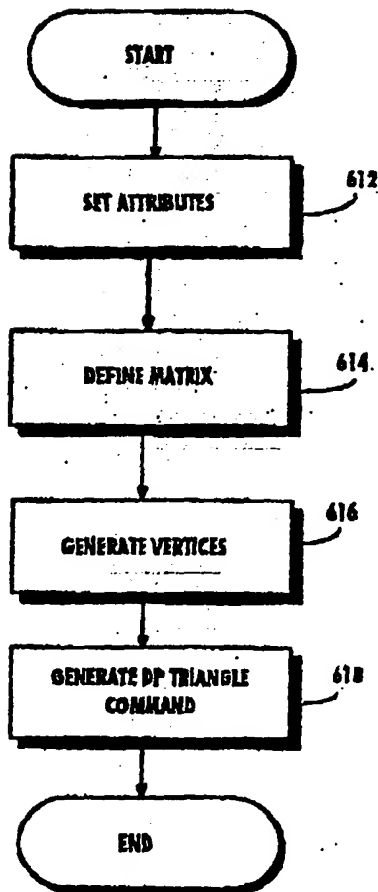 START
SET ATTRIBUTES
612
DEFINE MATRIX
614
GENERATE VERTICES
616
GENERATE DP TRIANGLE
COMMAND
618
END